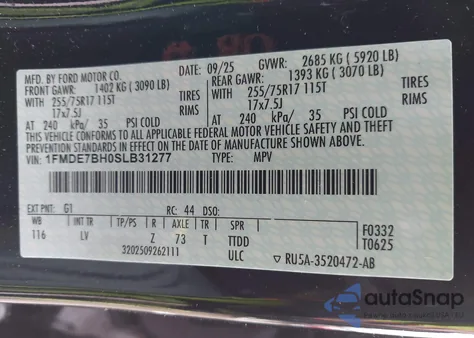 MFD. BY FORD MOTOR CO.
DATE: 09/25 GVWR: 2685 KG (5920 LB)
FRONT GAWR: 1402 KG (3090 LB) REAR GAWR: 1393 KG (3070 LB)
WITH 255/75R17 115T WITH 255/75R17 115T
17x7.5J 17x7.5J
AT 240 kPa/ 35 PSI COLD AT 240 kPa/ 35 PSI COLD
THIS VEHICLE CONFORMS TO ALL APPLICABLE FEDERAL MOTOR VEHICLE SAFETY, BUMPER, AND THEFT
PREVENTION STANDARDS IN EFFECT ON THE DATE OF MANUFACTURE SHOWN ABOVE.
1FMDE7BH0SLB31277 TYPE: MPV
EXT PNT: G1 RC: 44 DSO:
WB INT TR TP/PS R AXLE TR SPR
116 LV Z 73 T TTDD
F0332
T0625
3202509262111 ULC ▽ RU5A-3520472-AB
autoSnap